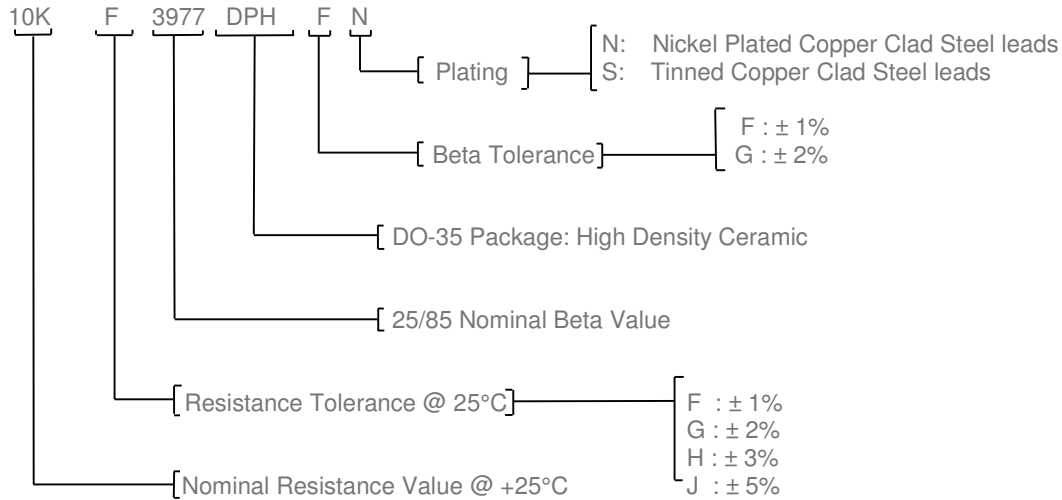 10K F 3977 DPH F N
N: Nickel Plated Copper Clad Steel leads
Plating
S: Tinned Copper Clad Steel leads
F : ± 1%
Beta Tolerance
G : ± 2%
DO-35 Package: High Density Ceramic
25/85 Nominal Beta Value
Resistance Tolerance @ 25°C
F : ± 1%
G : ± 2%
H : ± 3%
Nominal Resistance Value @ +25°C
J : ± 5%